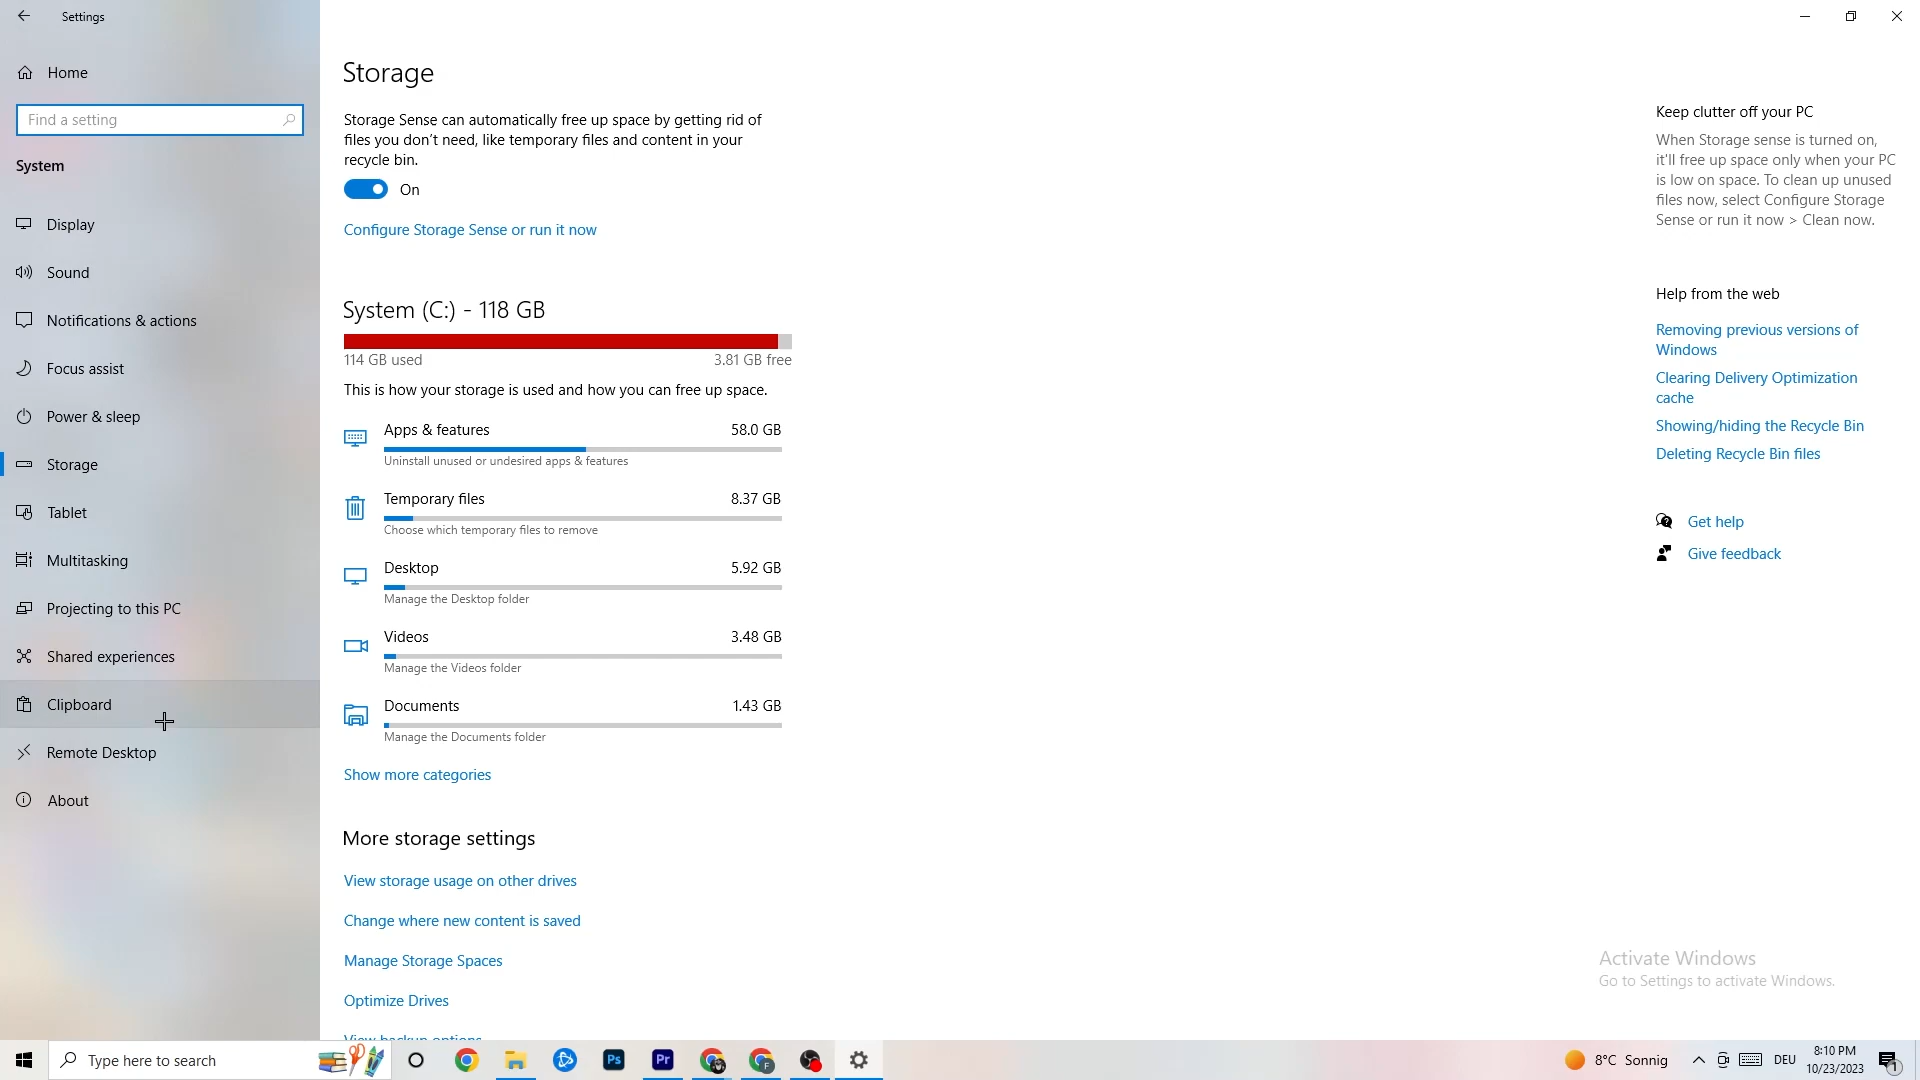 Settings
Home
Find a setting
System
Display
Sound
Notifications & actions
Focus assist
Power & sleep
Storage
Tablet
Multitasking
Projecting to this PC
Shared experiences
Clipboard
Remote Desktop
About
Storage
Storage Sense can automatically free up space by getting rid of
files you don't need, like temporary files and content in your
recycle bin.
On
Configure Storage Sense or run it now
System (C:) - 118 GB
114 GB used
3.81 GB free
This is how your storage is used and how you can free up space.
Apps & features 58.0 GB
Uninstall unused or undesired apps & features
Temporary files 8.37 GB
Choose which temporary files to remove
Desktop 5.92 GB
Manage the Desktop folder
Videos 3.48 GB
Manage the Videos folder
Documents 1.43 GB
Manage the Documents folder
Show more categories
More storage settings
View storage usage on other drives
Change where new content is saved
Manage Storage Spaces
Optimize Drives
View backup options
Keep clutter off your PC
When Storage sense is turned on,
it'll free up space only when your PC
is low on space. To clean up unused
files now, select Configure Storage
Sense or run it now > Clean now.
Help from the web
Removing previous versions of
Windows
Clearing Delivery Optimization
cache
Showing/hiding the Recycle Bin
Deleting Recycle Bin files
Get help
Give feedback
Activate Windows
Go to Settings to activate Windows.
Type here to search
Ps
Pr
F
8°C Sonnig
DEU
8:10 PM
10/23/2023
1